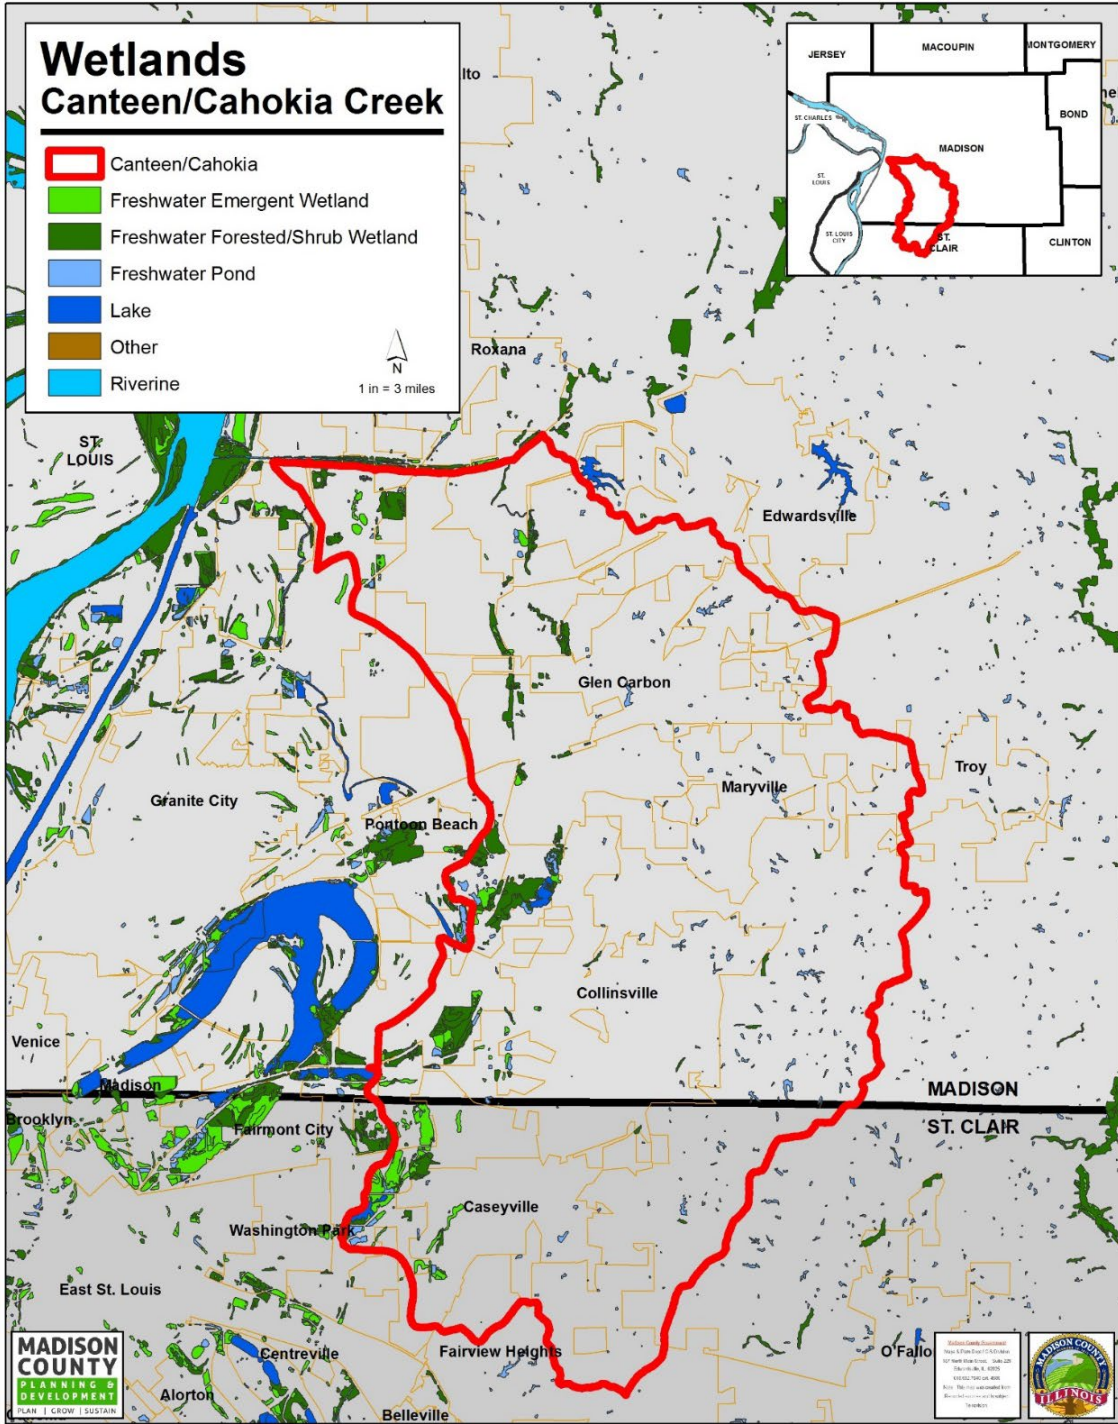 Wetlands
Canteen/Cahokia Creek
Canteen/Cahokia
Freshwater Emergent Wetland
Freshwater Forested/Shrub Wetland
Freshwater Pond
Lake
Other
Riverine
N
1 in = 3 miles
JERSEY
MACOUPIN
MONTGOMERY
BOND
ST. CHARLES
MADISON
ST.
LOUIS
ST. LOUIS
CITY
ST.
CLAIR
CLINTON
lto
ne
Roxana
ST.
LOUIS
Edwardsville
Glen Carbon
Troy
Maryville
Granite City
Pontoon Beach
Collinsville
Venice
Madison
MADISON
Brooklyn
Fairmont City
ST. CLAIR
Caseyville
Washington Park
East St. Louis
Centreville
Fairview Heights
O'Fallo
Alorton
Belleville
MADISON
COUNTY
PLANNING &
DEVELOPMENT
PLAN | GROW | SUSTAIN
MADISON COUNTY
ILLINOIS